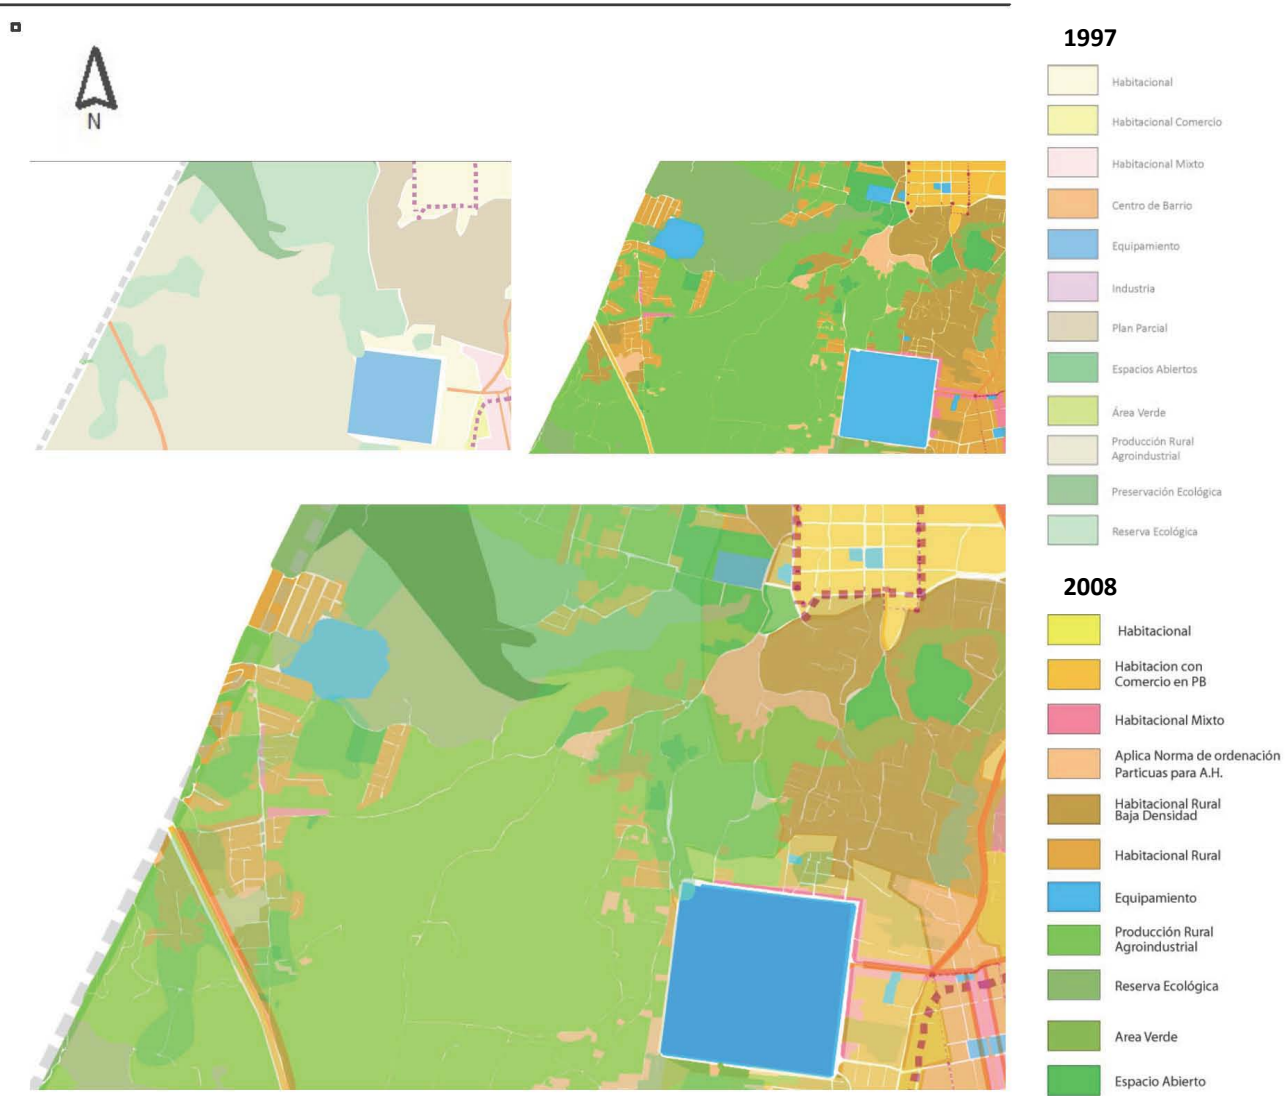 N
1997
Habitacional
Habitacional Comercio
Habitacional Mixto
Centro de Barrio
Equipamiento
Industria
Plan Parcial
Espacios Abiertos
Área Verde
Producción Rural
Agroindustrial
Preservación Ecológica
Reserva Ecológica
2008
Habitacional
Habitacion con
Comercio en PB
Habitacional Mixto
Aplica Norma de ordenación
Particuas para A.H.
Habitacional Rural
Baja Densidad
Habitacional Rural
Equipamiento
Producción Rural
Agroindustrial
Reserva Ecológica
Area Verde
Espacio Abierto